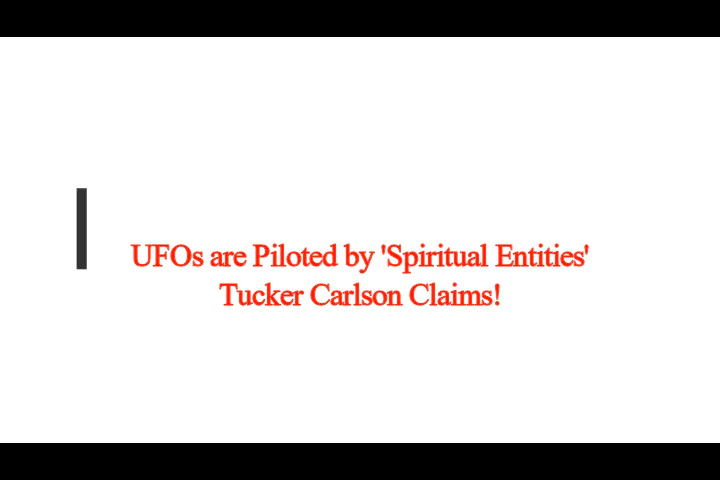 UFOs are Piloted by 'Spiritual Entities'
Tucker Carlson Claims!